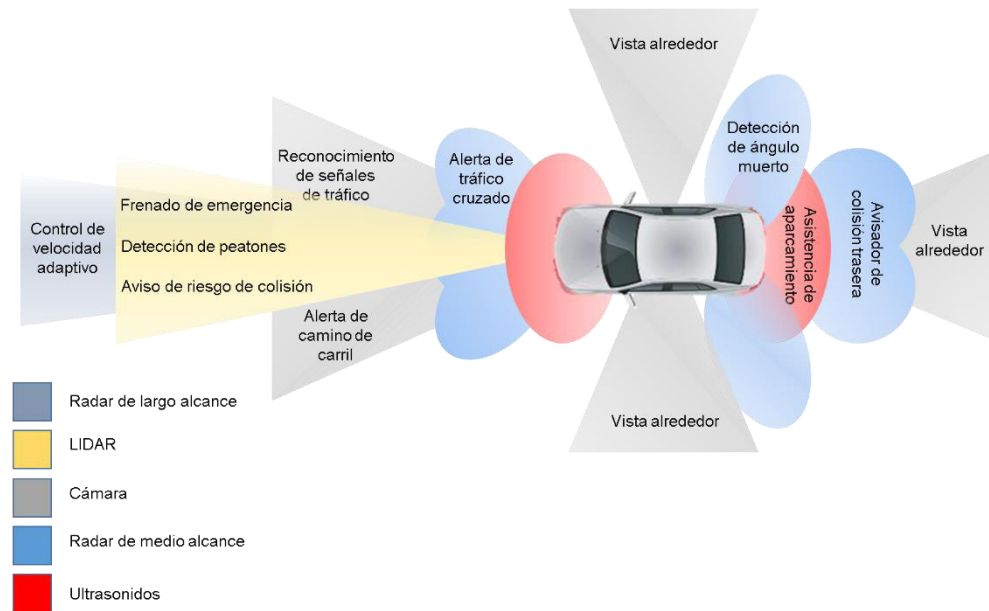 Vista alrededor
Detección
de ángulo
muerto
Reconocimiento
de señales
de tráfico
Alerta de
tráfico
cruzado
Frenado de emergencia
Control de
velocidad
adaptivo
Detección de peatones
Aviso de riesgo de colisión
Alerta de
camino de
carril
Asistencia de
aparcamiento
Avisador de
colisión trasera
Vista
alrededor
Vista alrededor
Radar de largo alcance
LIDAR
Cámara
Radar de medio alcance
Ultrasonidos